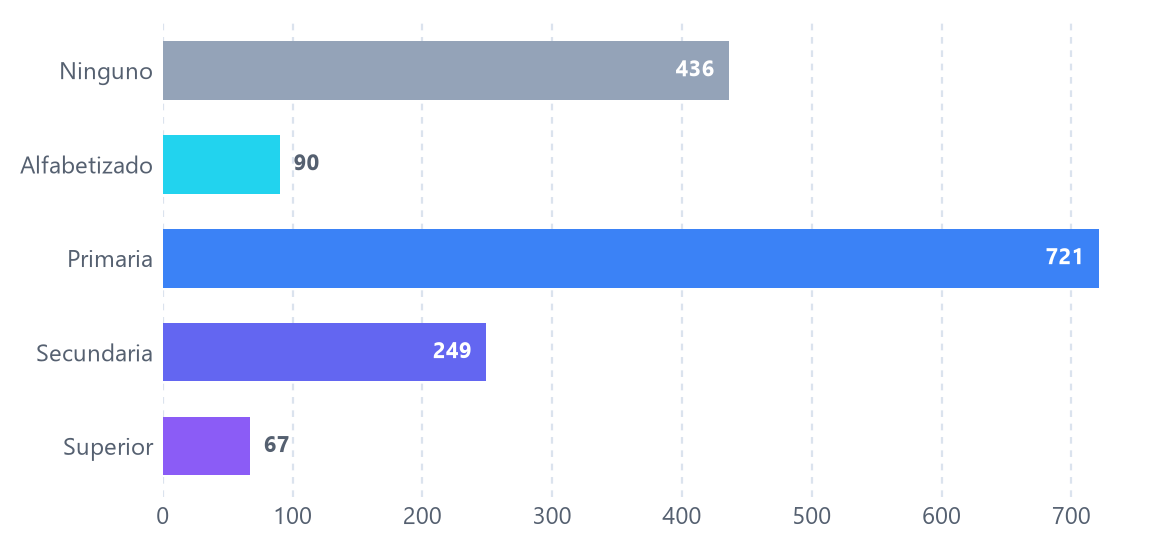 Ninguno 436
Alfabetizado 90
Primaria 721
Secundaria 249
Superior 67
0 100 200 300 400 500 600 700